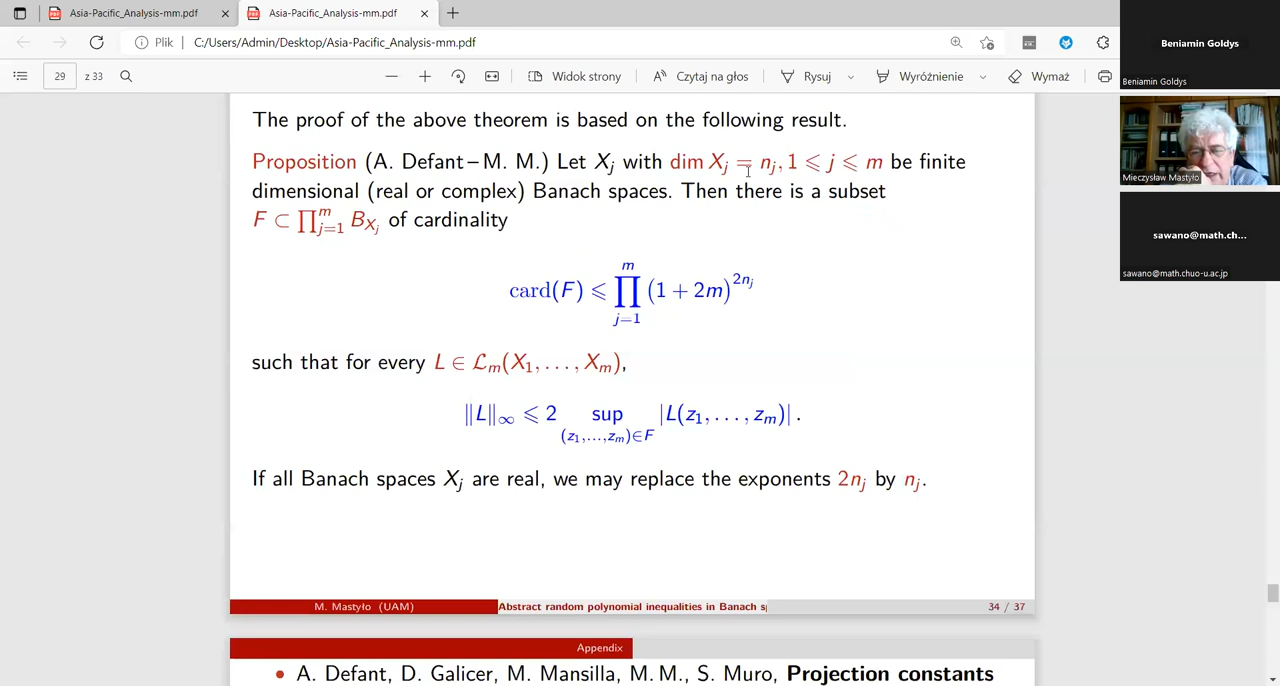 Asia-Pacific_Analysis-mm.pdf
Asia-Pacific_Analysis-mm.pdf
Plik C:/Users/Admin/Desktop/Asia-Pacific_Analysis-mm.pdf
29 z 33 Widok strony Czytaj na głos Rysuj Wyróżnienie Wymaż
Beniamin Goldys
Beniamin Goldys
Mieczysław Mastyło
sawano@math.ch...
sawano@math.chuo-u.ac.jp
The proof of the above theorem is based on the following result.
Proposition (A. Defant – M. M.) Let X_j with dim X_j = n_j, 1 ⩽ j ⩽ m be finite
dimensional (real or complex) Banach spaces. Then there is a subset
F ⊂ ∏_{j=1}^m B_{X_j} of cardinality
card(F) ⩽ ∏_{j=1}^m (1 + 2m)^{2n_j}
such that for every L ∈ ℒ_m(X_1, . . . , X_m),
‖L‖_∞ ⩽ 2 sup_{(z_1,...,z_m)∈F} |L(z_1, . . . , z_m)| .
If all Banach spaces X_j are real, we may replace the exponents 2n_j by n_j.
M. Mastyło (UAM) Abstract random polynomial inequalities in Banach s 34 / 37
Appendix
• A. Defant, D. Galicer, M. Mansilla, M. M., S. Muro, Projection constants